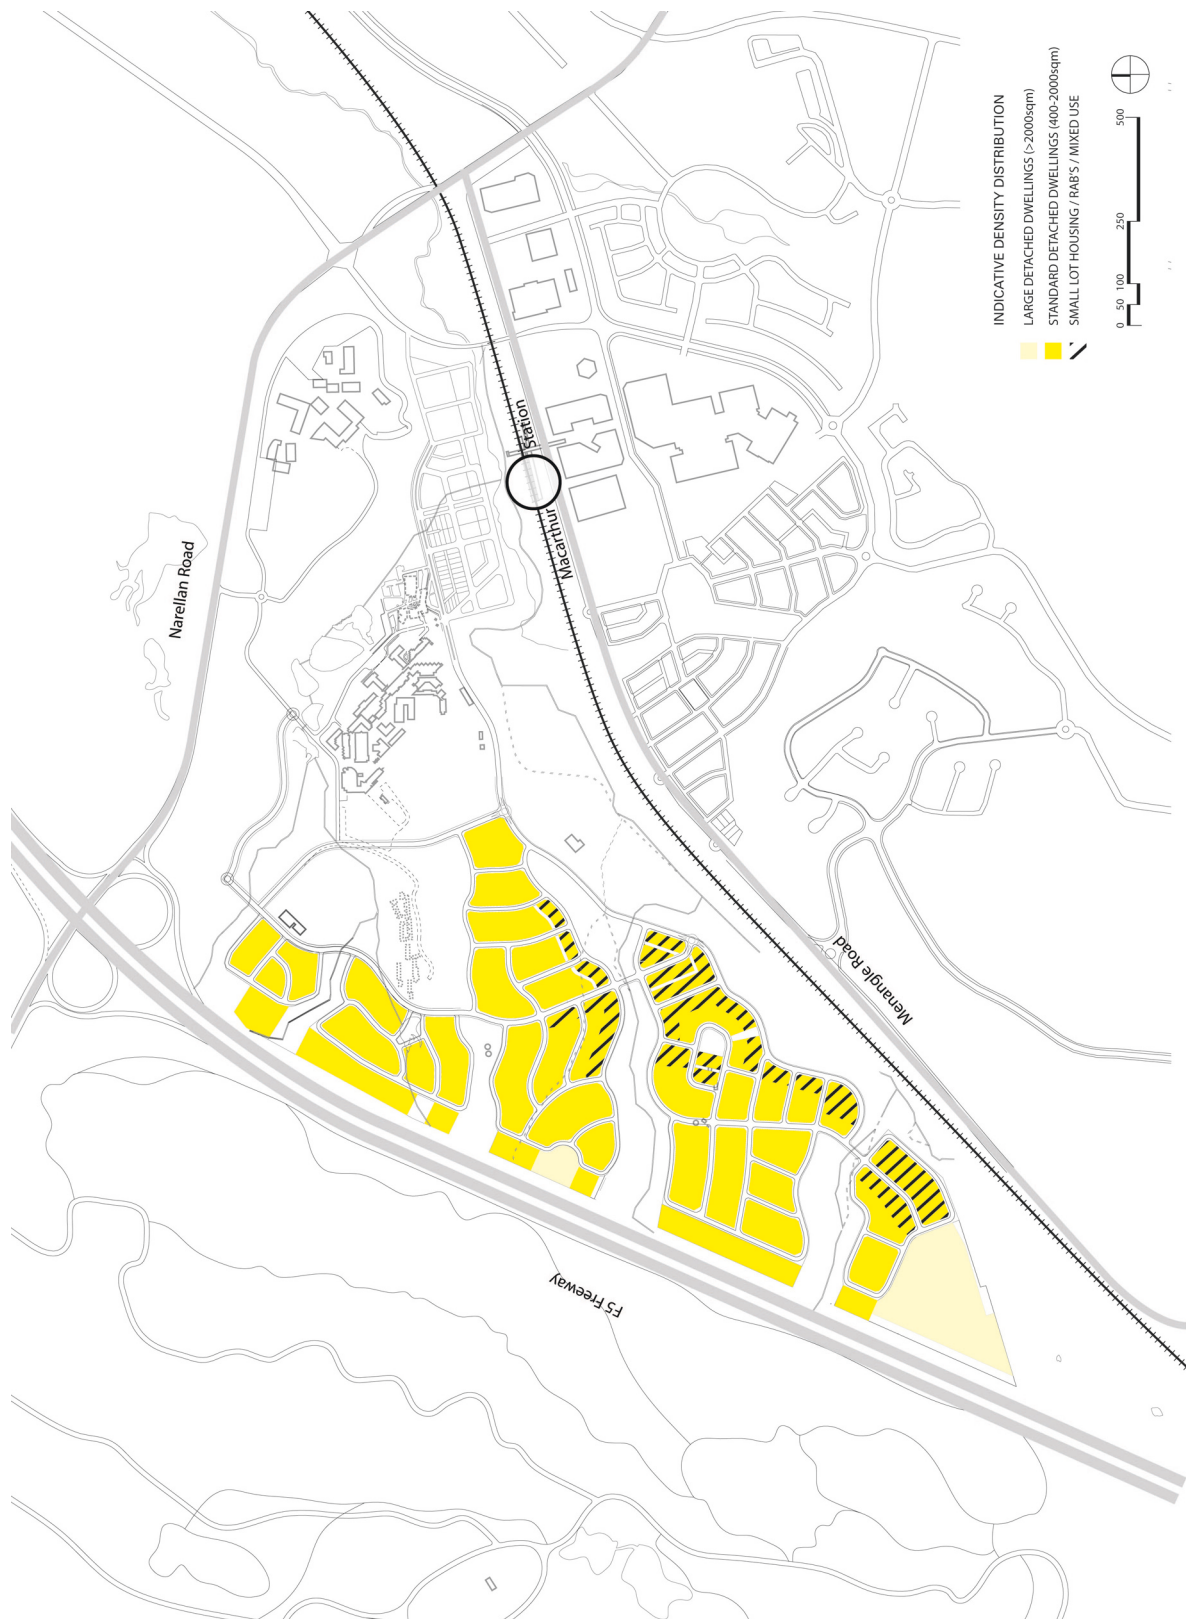 INDICATIVE DENSITY DISTRIBUTION
LARGE DETACHED DWELLINGS (>2000sqm)
STANDARD DETACHED DWELLINGS (400-2000sqm)
SMALL LOT HOUSING / RAB'S / MIXED USE
0 50 100 250 500
Narellan Road
Macarthur Station
Menangle Road
F5 Freeway